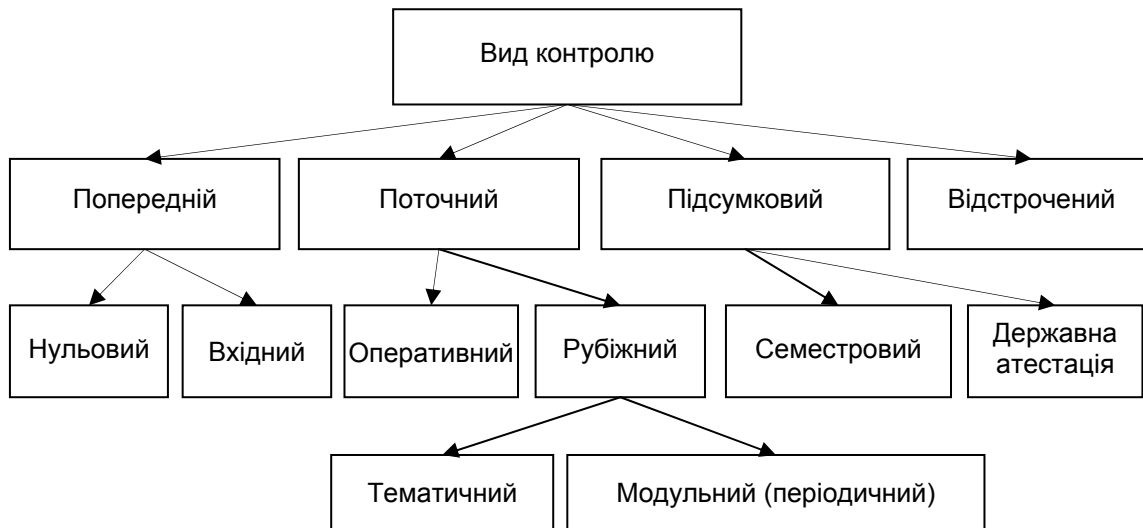 Вид контролю
Попередній
Поточний
Підсумковий
Відстрочений
Нульовий
Вхідний
Оперативний
Рубіжний
Семестровий
Державна
атестація
Тематичний
Модульний (періодичний)